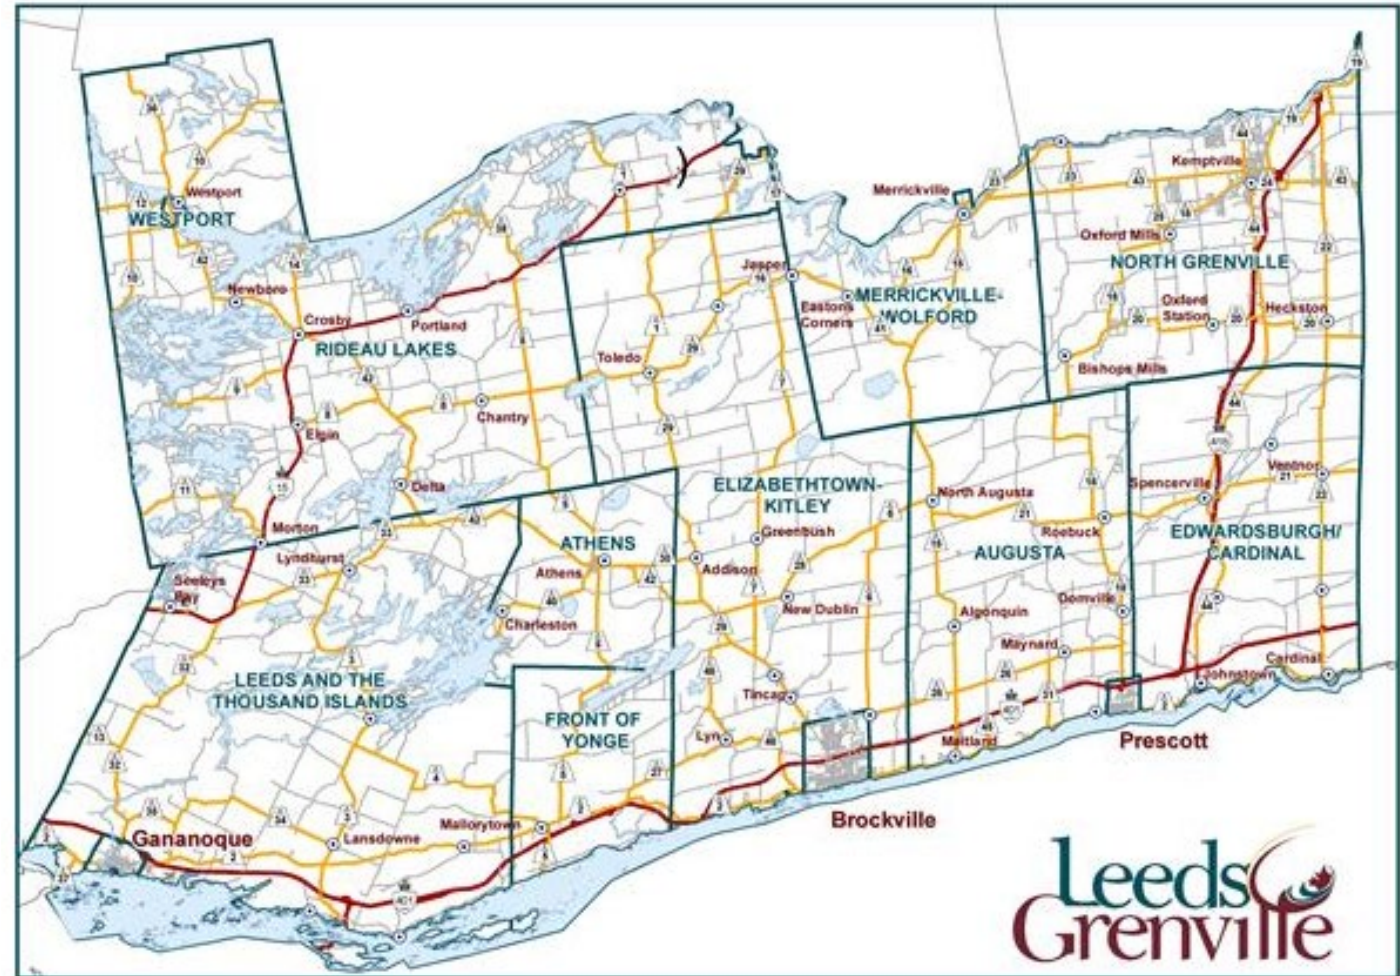 Kemptville
Merrickville
Westport
WESTPORT
Oxford Mills
NORTH GRENVILLE
Jasper
Newboro
Eastons
Corners
MERRICKVILLE-
WOLFORD
Oxford
Station
Heckston
Crosby
Portland
RIDEAU LAKES
Toledo
Bishops Mills
Chantry
Elgin
Delta
ELIZABETHTOWN-
KITLEY
North Augusta
Spencerville
Ventnor
Morton
Lyndhurst
ATHENS
Greenbush
Roebuck
AUGUSTA
EDWARDSBURGH/
CARDINAL
Seeleys
Bay
Athens
Addison
New Dublin
Domville
Charleston
Algonquin
Maynard
LEEDS AND THE
THOUSAND ISLANDS
Tincap
Johnstown
Cardinal
FRONT OF
YONGE
Lyn
Maitland
Prescott
Mallorytown
Brockville
Gananoque
Lansdowne
401
Leeds
Grenville